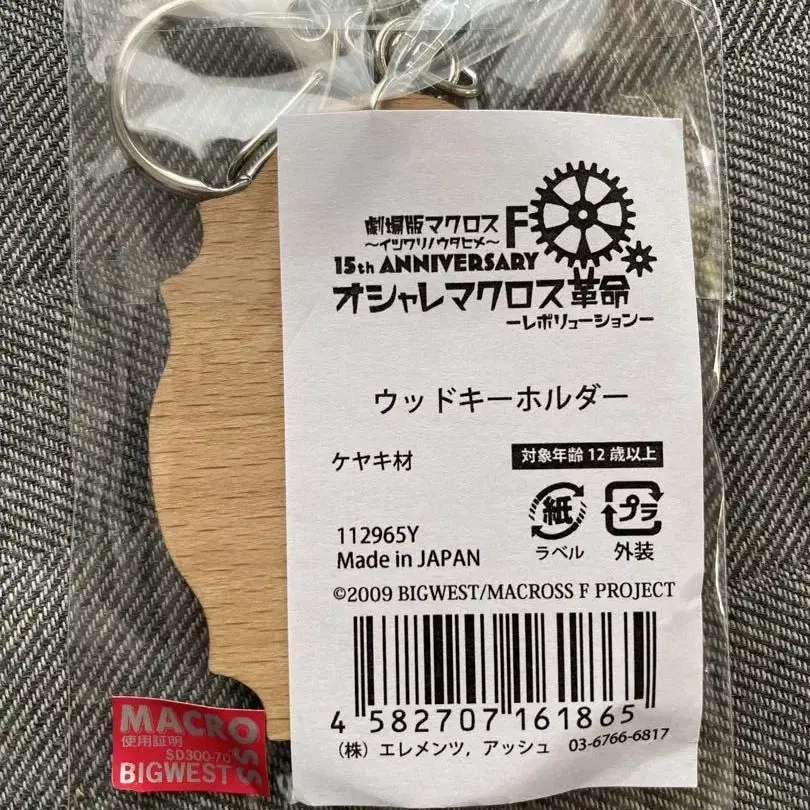 劇場版マクロスF
～イツワリノウタヒメ～
15th ANNIVERSARY
オシャレマクロス革命
ーレボリューションー
ウッドキーホルダー
ケヤキ材
対象年齢 12 歳以上
112965Y
Made in JAPAN
紙
ラベル
プラ
外装
©2009 BIGWEST/MACROSS F PROJECT
4 582707 161865
(株) エレメンツ, アッシュ 03-6766-6817
MACROSS
使用証明
SD300-70
BIGWEST